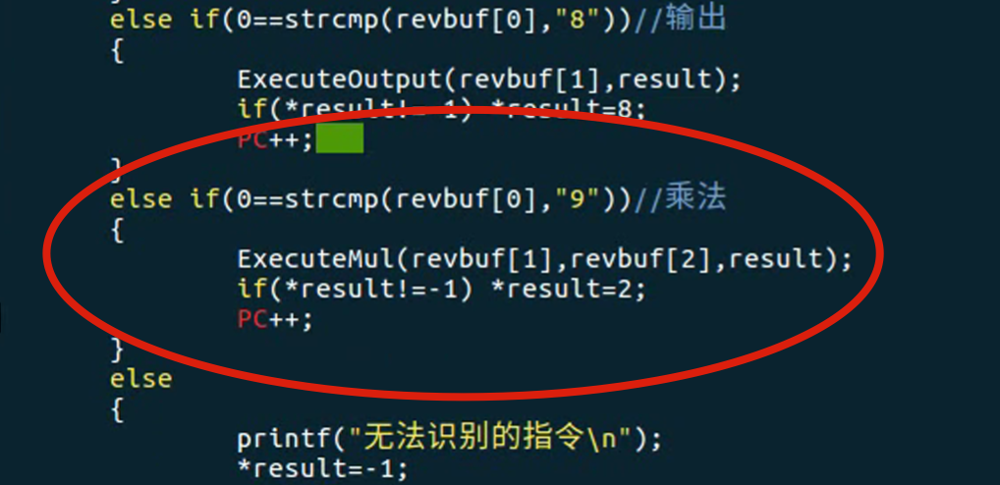 else if(0==strcmp(revbuf[0],"8"))//输出
{
ExecuteOutput(revbuf[1],result);
if(*result!=-1) *result=8;
PC++;
}
else if(0==strcmp(revbuf[0],"9"))//乘法
{
ExecuteMul(revbuf[1],revbuf[2],result);
if(*result!=-1) *result=2;
PC++;
}
else
{
printf("无法识别的指令\n");
*result=-1;